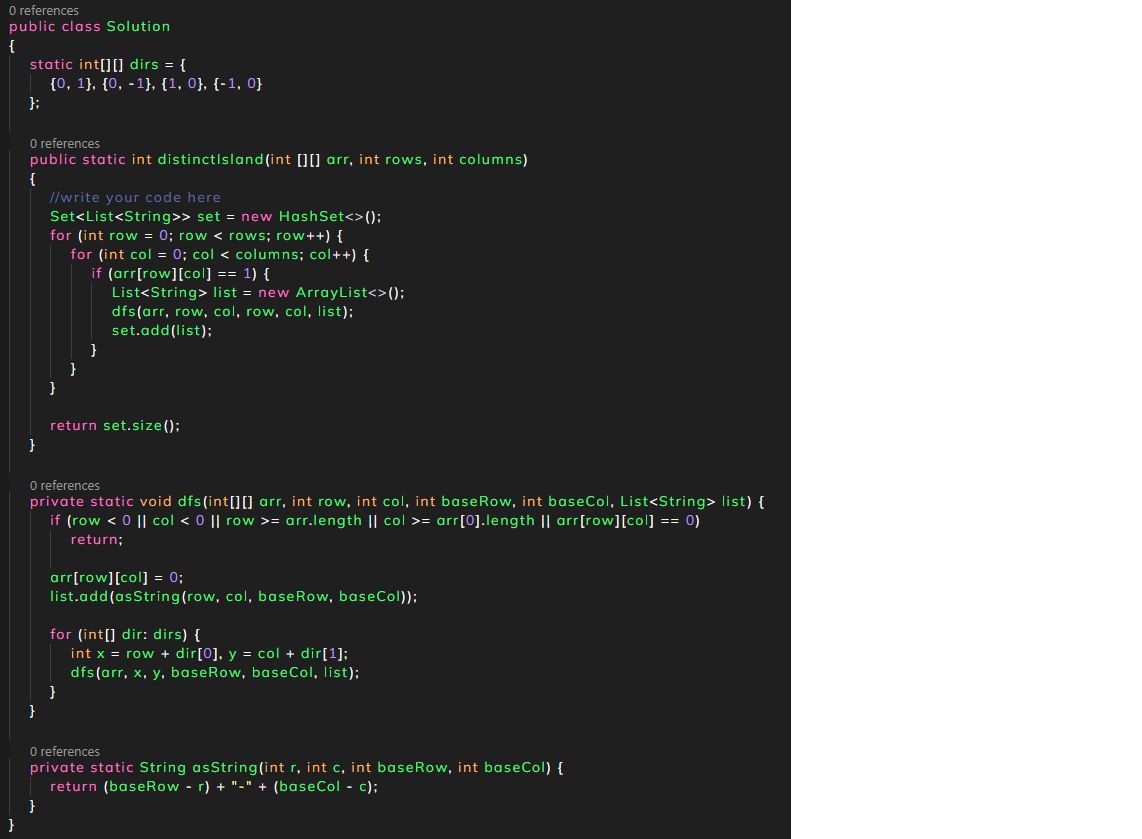 0 references
public class Solution
{
    static int[][] dirs = {
        {0, 1}, {0, -1}, {1, 0}, {-1, 0}
    };
    0 references
    public static int distinctIsland(int [][] arr, int rows, int columns)
    {
        //write your code here
        Set<List<String>> set = new HashSet<>();
        for (int row = 0; row < rows; row++) {
            for (int col = 0; col < columns; col++) {
                if (arr[row][col] == 1) {
                    List<String> list = new ArrayList<>();
                    dfs(arr, row, col, row, col, list);
                    set.add(list);
                }
            }
        }
        return set.size();
    }
    0 references
    private static void dfs(int[][] arr, int row, int col, int baseRow, int baseCol, List<String> list) {
        if (row < 0 || col < 0 || row >= arr.length || col >= arr[0].length || arr[row][col] == 0)
            return;
        arr[row][col] = 0;
        list.add(asString(row, col, baseRow, baseCol));
        for (int[] dir: dirs) {
            int x = row + dir[0], y = col + dir[1];
            dfs(arr, x, y, baseRow, baseCol, list);
        }
    }
    0 references
    private static String asString(int r, int c, int baseRow, int baseCol) {
        return (baseRow - r) + "-" + (baseCol - c);
    }
}